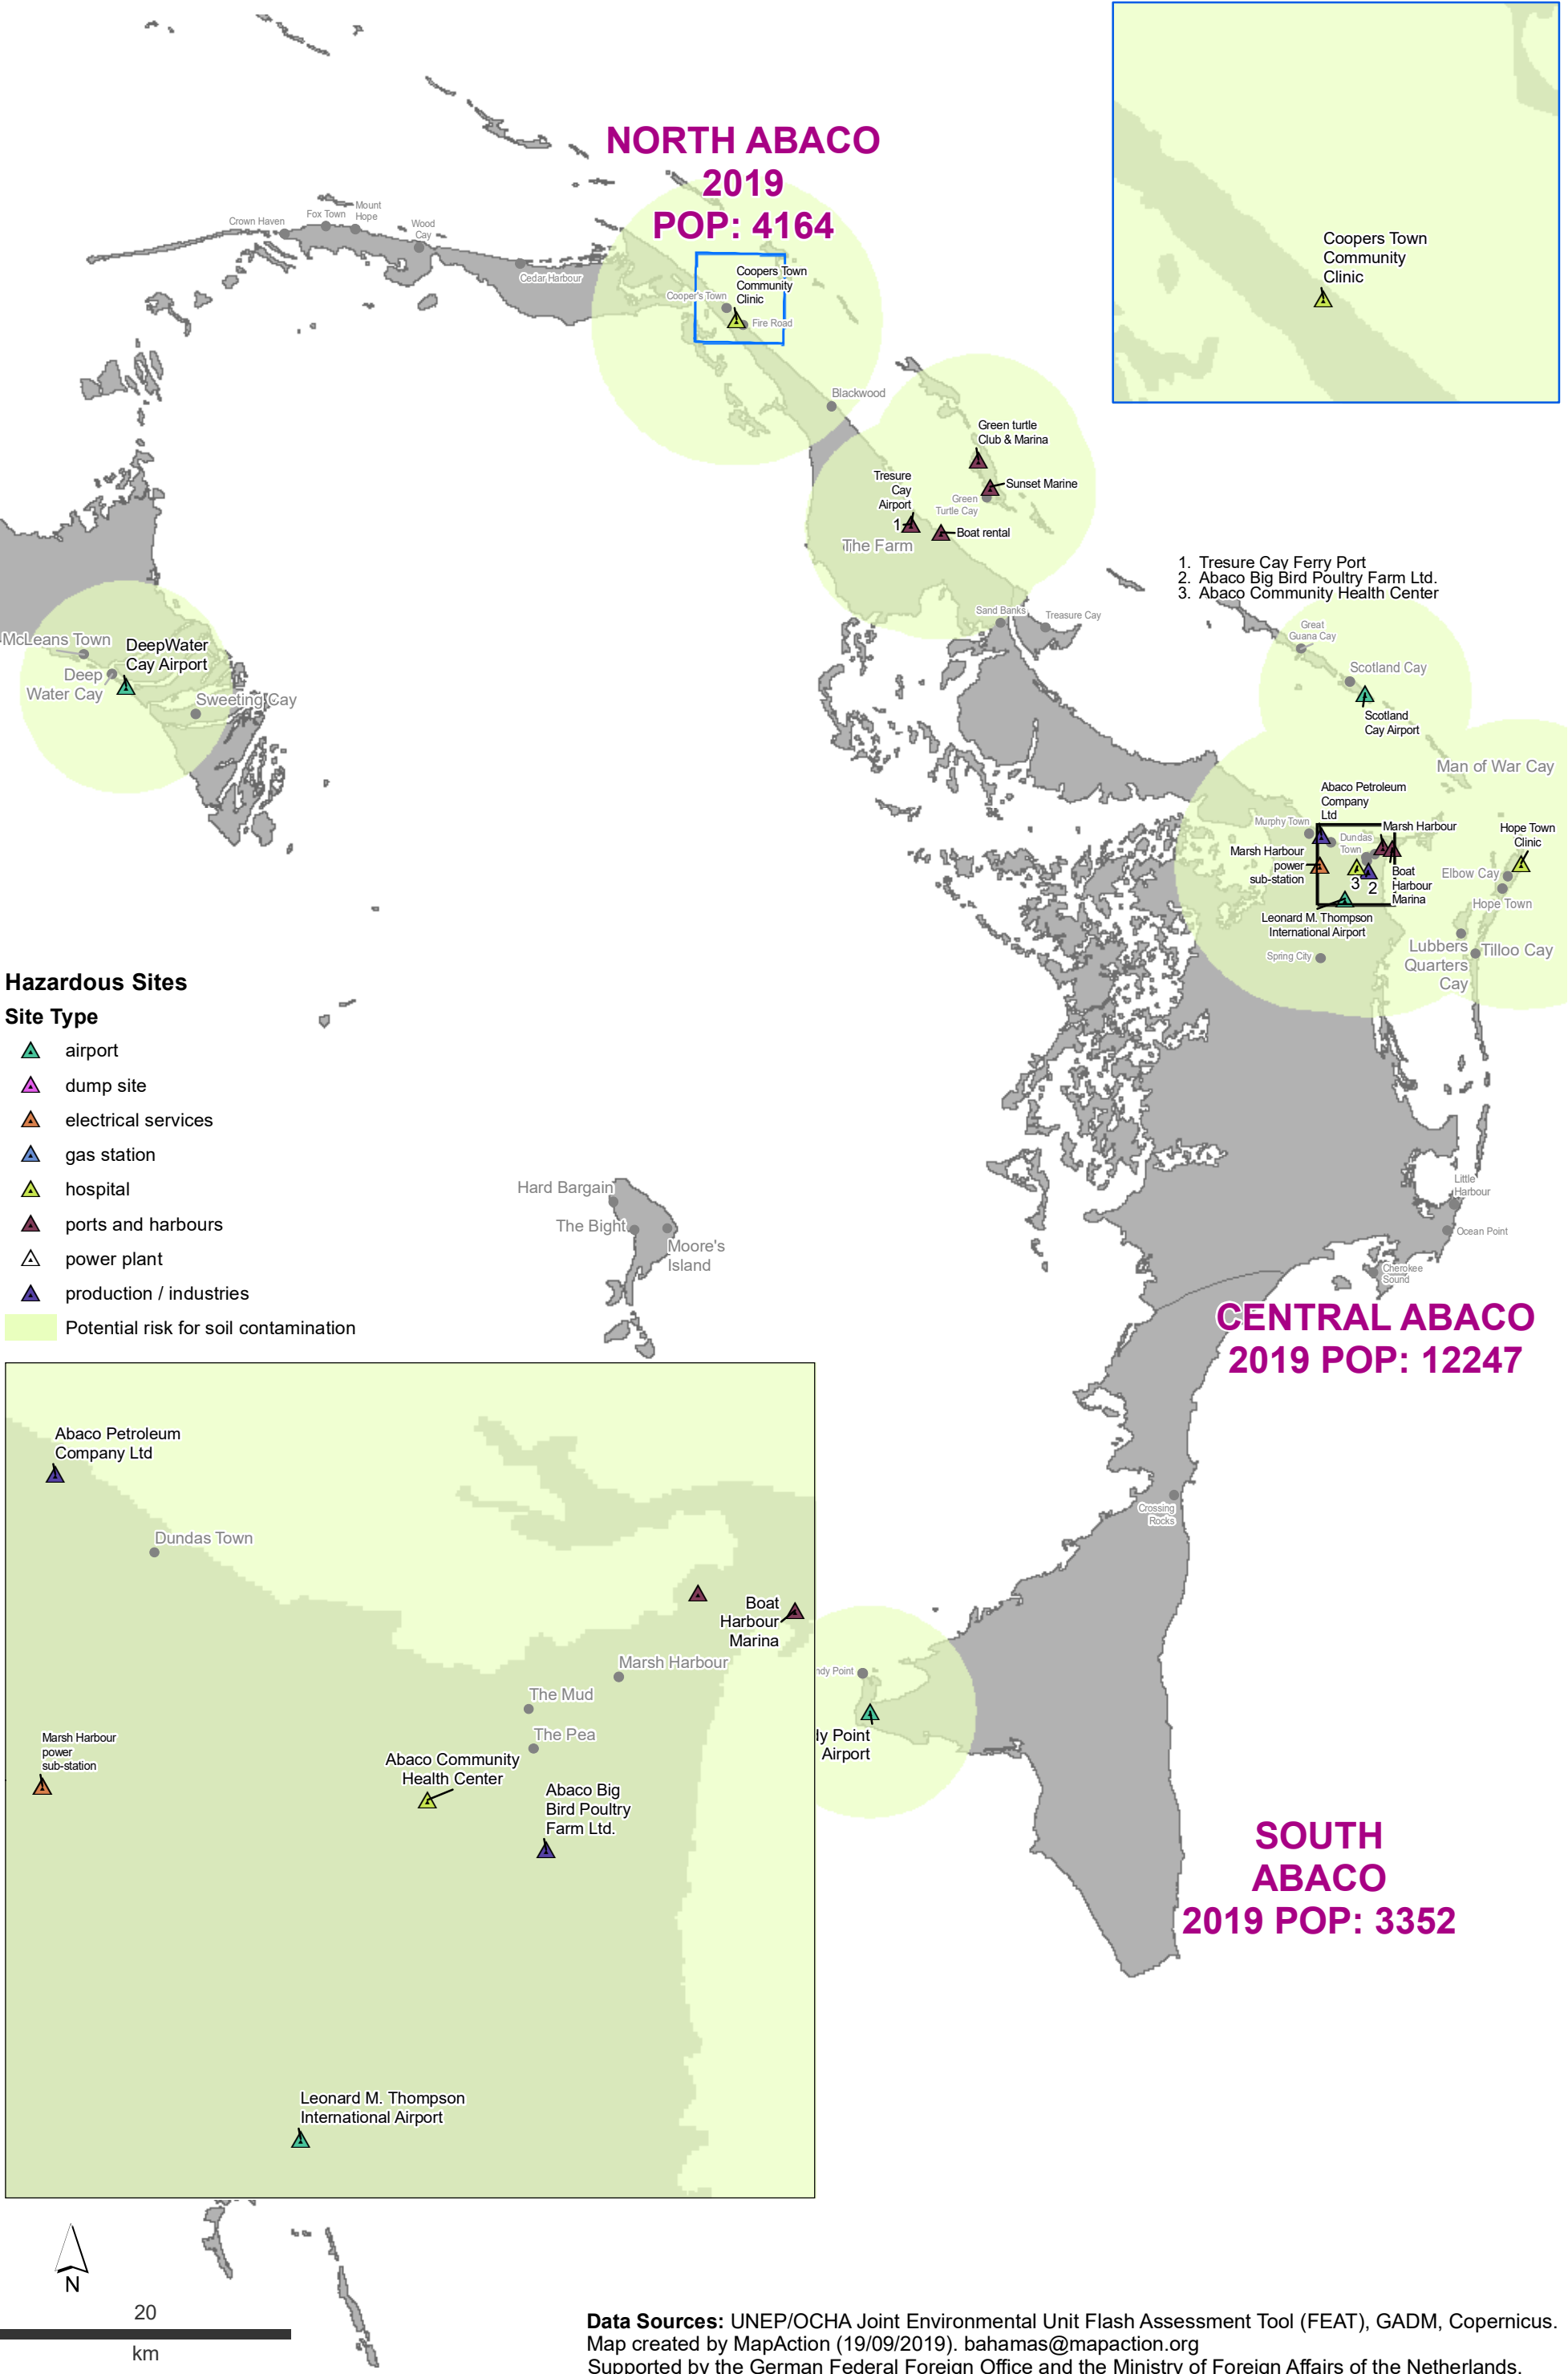 NORTH ABACO
2019
POP: 4164
Coopers Town
Community
Clinic
Crown Haven
Fox Town
Mount
Hope
Wood
Cay
Cedar Harbour
Cooper's Town
Coopers Town
Community
Clinic
Fire Road
Blackwood
Green turtle
Club & Marina
Sunset Marine
Green
Turtle Cay
Tresure
Cay
Airport
1
Boat rental
The Farm
1. Tresure Cay Ferry Port
2. Abaco Big Bird Poultry Farm Ltd.
3. Abaco Community Health Center
Sand Banks
Treasure Cay
Great
Guana Cay
Scotland Cay
Scotland
Cay Airport
McLeans Town
DeepWater
Cay Airport
Deep
Water Cay
Sweeting Cay
Man of War Cay
Abaco Petroleum
Company
Ltd
Murphy Town
Dundas
Town
Marsh Harbour
Hope Town
Clinic
Marsh Harbour
power
sub-station
3
2
Boat
Harbour
Marina
Elbow Cay
Hope Town
Leonard M. Thompson
International Airport
Lubbers
Quarters
Cay
Tilloo Cay
Spring City
Hazardous Sites
Site Type
airport
dump site
electrical services
gas station
hospital
ports and harbours
power plant
production / industries
Potential risk for soil contamination
Hard Bargain
The Bight
Moore's
Island
Little
Harbour
Ocean Point
Cherokee
Sound
CENTRAL ABACO
2019 POP: 12247
Crossing
Rocks
Abaco Petroleum
Company Ltd
Dundas Town
Boat
Harbour
Marina
Marsh Harbour
The Mud
The Pea
Marsh Harbour
power
sub-station
Abaco Community
Health Center
Abaco Big
Bird Poultry
Farm Ltd.
Leonard M. Thompson
International Airport
ndy Point
dy Point
Airport
SOUTH
ABACO
2019 POP: 3352
N
20
km
Data Sources: UNEP/OCHA Joint Environmental Unit Flash Assessment Tool (FEAT), GADM, Copernicus.
Map created by MapAction (19/09/2019). bahamas@mapaction.org
Supported by the German Federal Foreign Office and the Ministry of Foreign Affairs of the Netherlands.